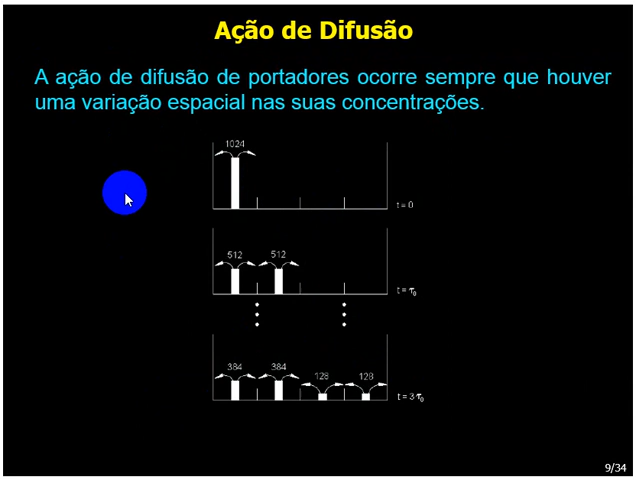 Ação de Difusão
A ação de difusão de portadores ocorre sempre que houver
uma variação espacial nas suas concentrações.
1024
t = 0
512 512
t = τ₀
384 384 128 128
t = 3τ₀
9/34